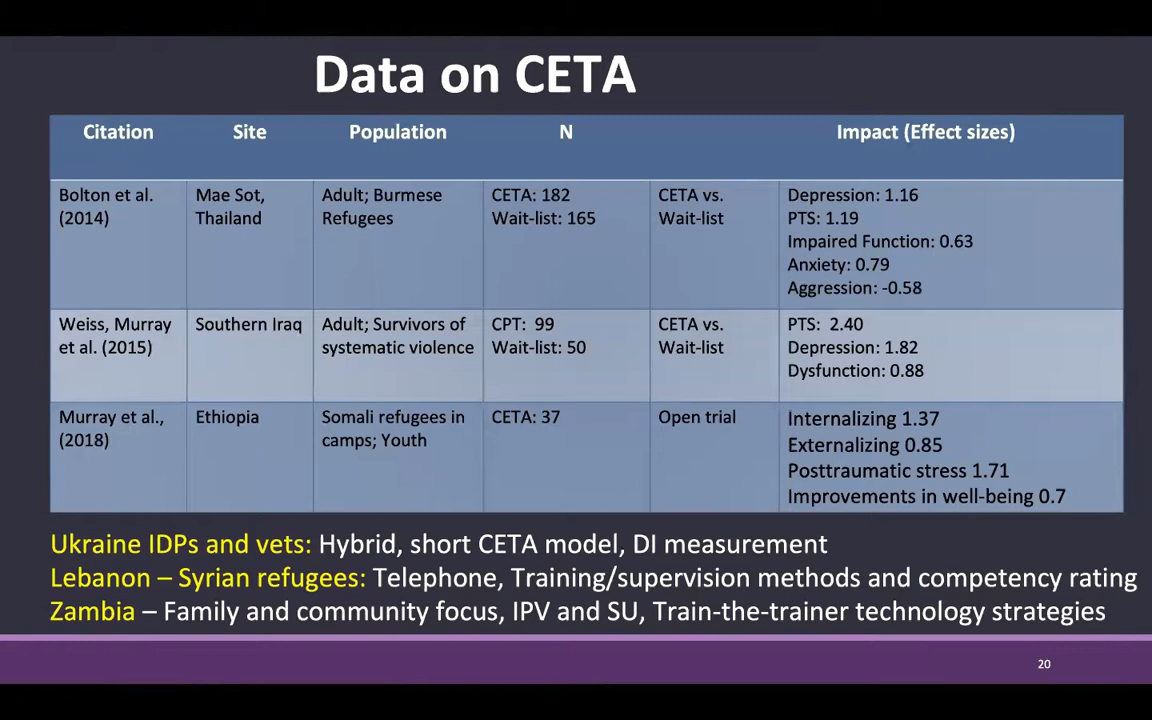 Data on CETA
Citation Site Population N Impact (Effect sizes)
Bolton et al. (2014)
Mae Sot, Thailand
Adult; Burmese Refugees
CETA: 182
Wait-list: 165
CETA vs. Wait-list
Depression: 1.16
PTS: 1.19
Impaired Function: 0.63
Anxiety: 0.79
Aggression: -0.58
Weiss, Murray et al. (2015)
Southern Iraq
Adult; Survivors of systematic violence
CPT: 99
Wait-list: 50
CETA vs. Wait-list
PTS: 2.40
Depression: 1.82
Dysfunction: 0.88
Murray et al., (2018)
Ethiopia
Somali refugees in camps; Youth
CETA: 37
Open trial
Internalizing 1.37
Externalizing 0.85
Posttraumatic stress 1.71
Improvements in well-being 0.7
Ukraine IDPs and vets: Hybrid, short CETA model, DI measurement
Lebanon – Syrian refugees: Telephone, Training/supervision methods and competency rating
Zambia – Family and community focus, IPV and SU, Train-the-trainer technology strategies
20